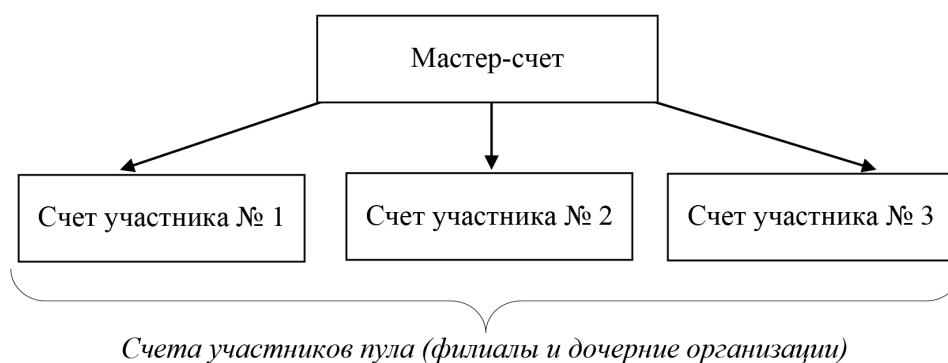 Мастер-счет
Счет участника № 1
Счет участника № 2
Счет участника № 3
Счета участников пула (филиалы и дочерние организации)